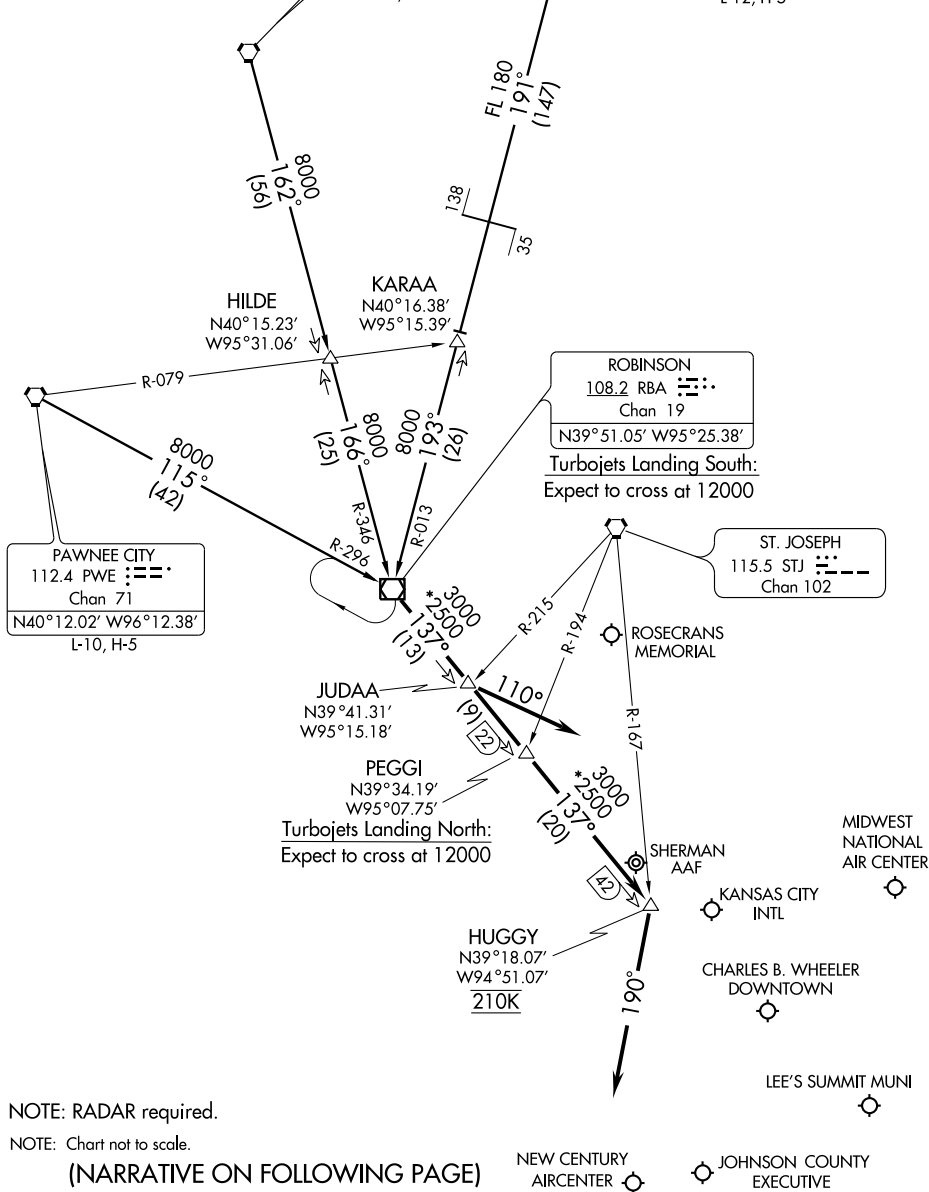 FL 180
191°
(147)
8000
162°
(56)
138
35
HILDE
N40°15.23′
W95°31.06′
KARAA
N40°16.38′
W95°15.39′
R-079
8000
115°
(42)
8000
166°
(25)
8000
193°
(26)
R-346
R-013
R-296
ROBINSON
108.2 RBA
Chan 19
N39°51.05′ W95°25.38′
Turbojets Landing South:
Expect to cross at 12000
PAWNEE CITY
112.4 PWE
Chan 71
N40°12.02′ W96°12.38′
L-10, H-5
ST. JOSEPH
115.5 STJ
Chan 102
R-215
R-194
R-167
ROSECRANS
MEMORIAL
3000
*2500
137°
(13)
JUDAA
N39°41.31′
W95°15.18′
110°
(9)
22
PEGGI
N39°34.19′
W95°07.75′
Turbojets Landing North:
Expect to cross at 12000
3000
*2500
137°
(20)
42
SHERMAN
AAF
MIDWEST
NATIONAL
AIR CENTER
KANSAS CITY
INTL
HUGGY
N39°18.07′
W94°51.07′
210K
190°
CHARLES B. WHEELER
DOWNTOWN
LEE'S SUMMIT MUNI
NOTE: RADAR required.
NOTE: Chart not to scale.
(NARRATIVE ON FOLLOWING PAGE)
NEW CENTURY
AIRCENTER
JOHNSON COUNTY
EXECUTIVE